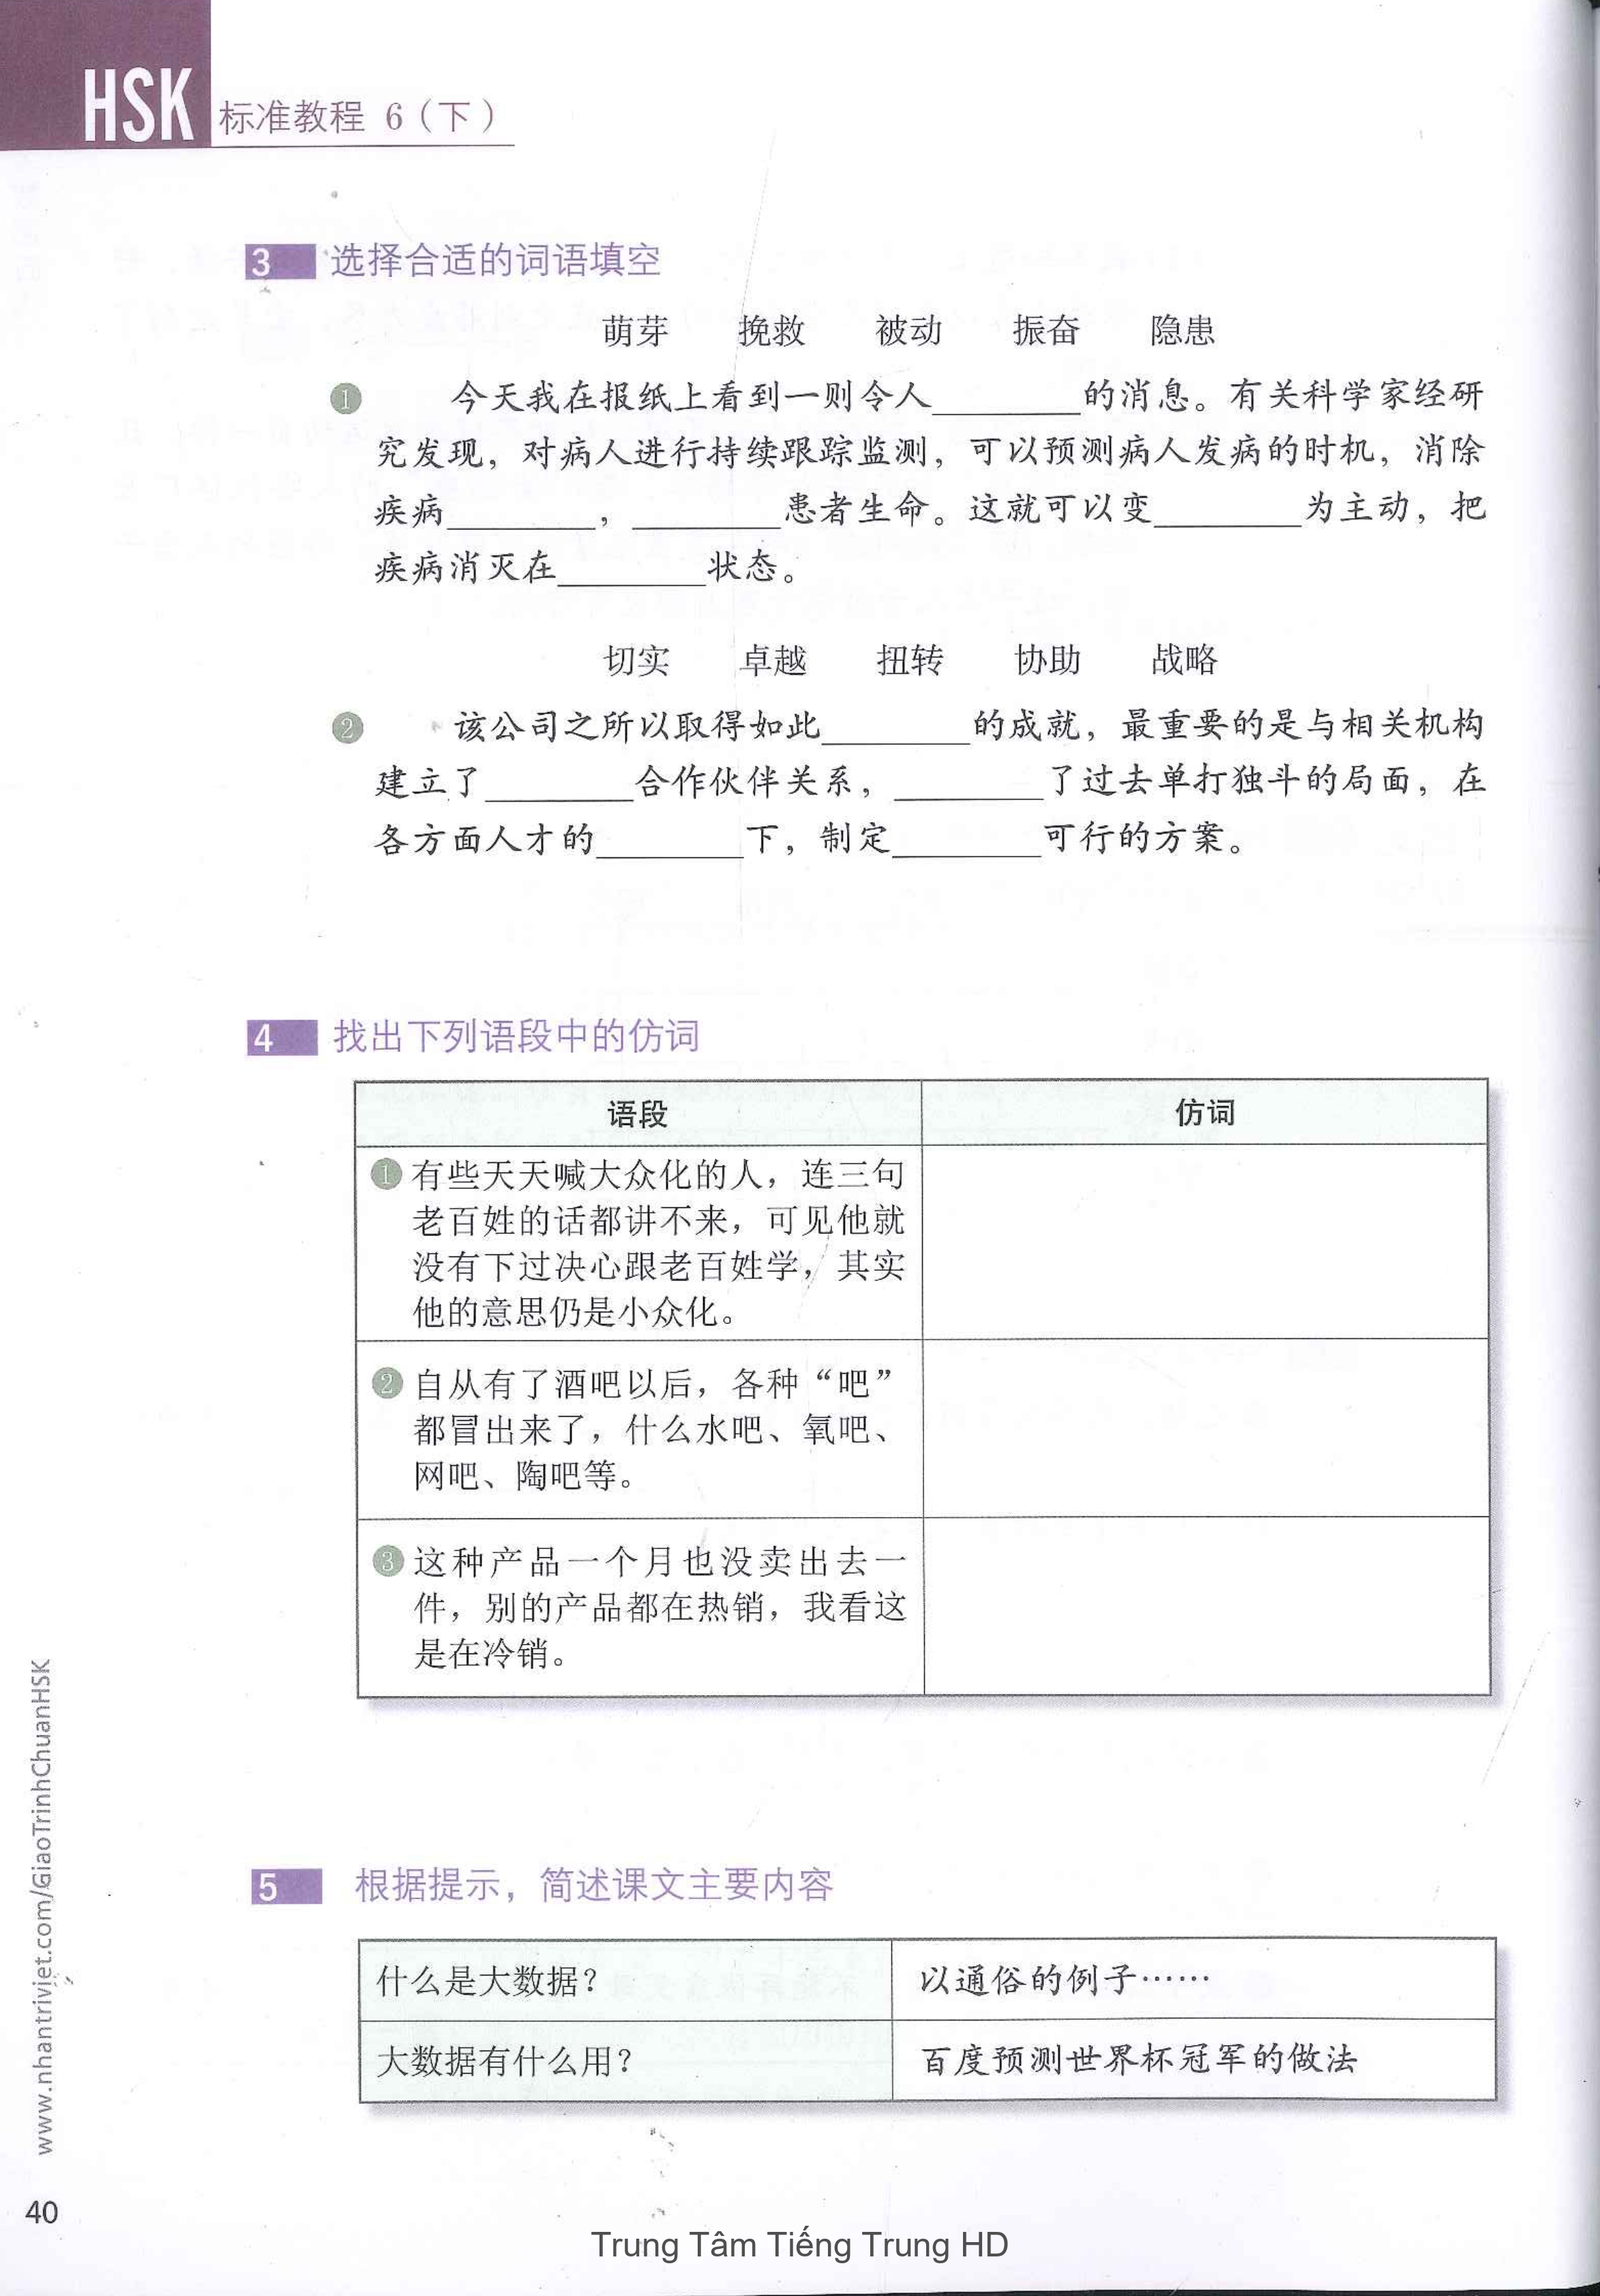 HSK 标准教程 6（下）
3 选择合适的词语填空
萌芽 挽救 被动 振奋 隐患
1 今天我在报纸上看到一则令人________的消息。有关科学家经研
究发现，对病人进行持续跟踪监测，可以预测病人发病的时机，消除
疾病________，________患者生命。这就可以变________为主动，把
疾病消灭在________状态。
切实 卓越 扭转 协助 战略
2 该公司之所以取得如此________的成就，最重要的是与相关机构
建立了________合作伙伴关系，________了过去单打独斗的局面，在
各方面人才的________下，制定________可行的方案。
4 找出下列语段中的仿词
语段 仿词
1 有些天天喊大众化的人，连三句
老百姓的话都讲不来，可见他就
没有下过决心跟老百姓学，其实
他的意思仍是小众化。
2 自从有了酒吧以后，各种“吧”
都冒出来了，什么水吧、氧吧、
网吧、陶吧等。
3 这种产品一个月也没卖出去一
件，别的产品都在热销，我看这
是在冷销。
5 根据提示，简述课文主要内容
什么是大数据？ 以通俗的例子……
大数据有什么用？ 百度预测世界杯冠军的做法
www.nhantriviet.com/GiaoTrinhChuanHSK
40
Trung Tâm Tiếng Trung HD